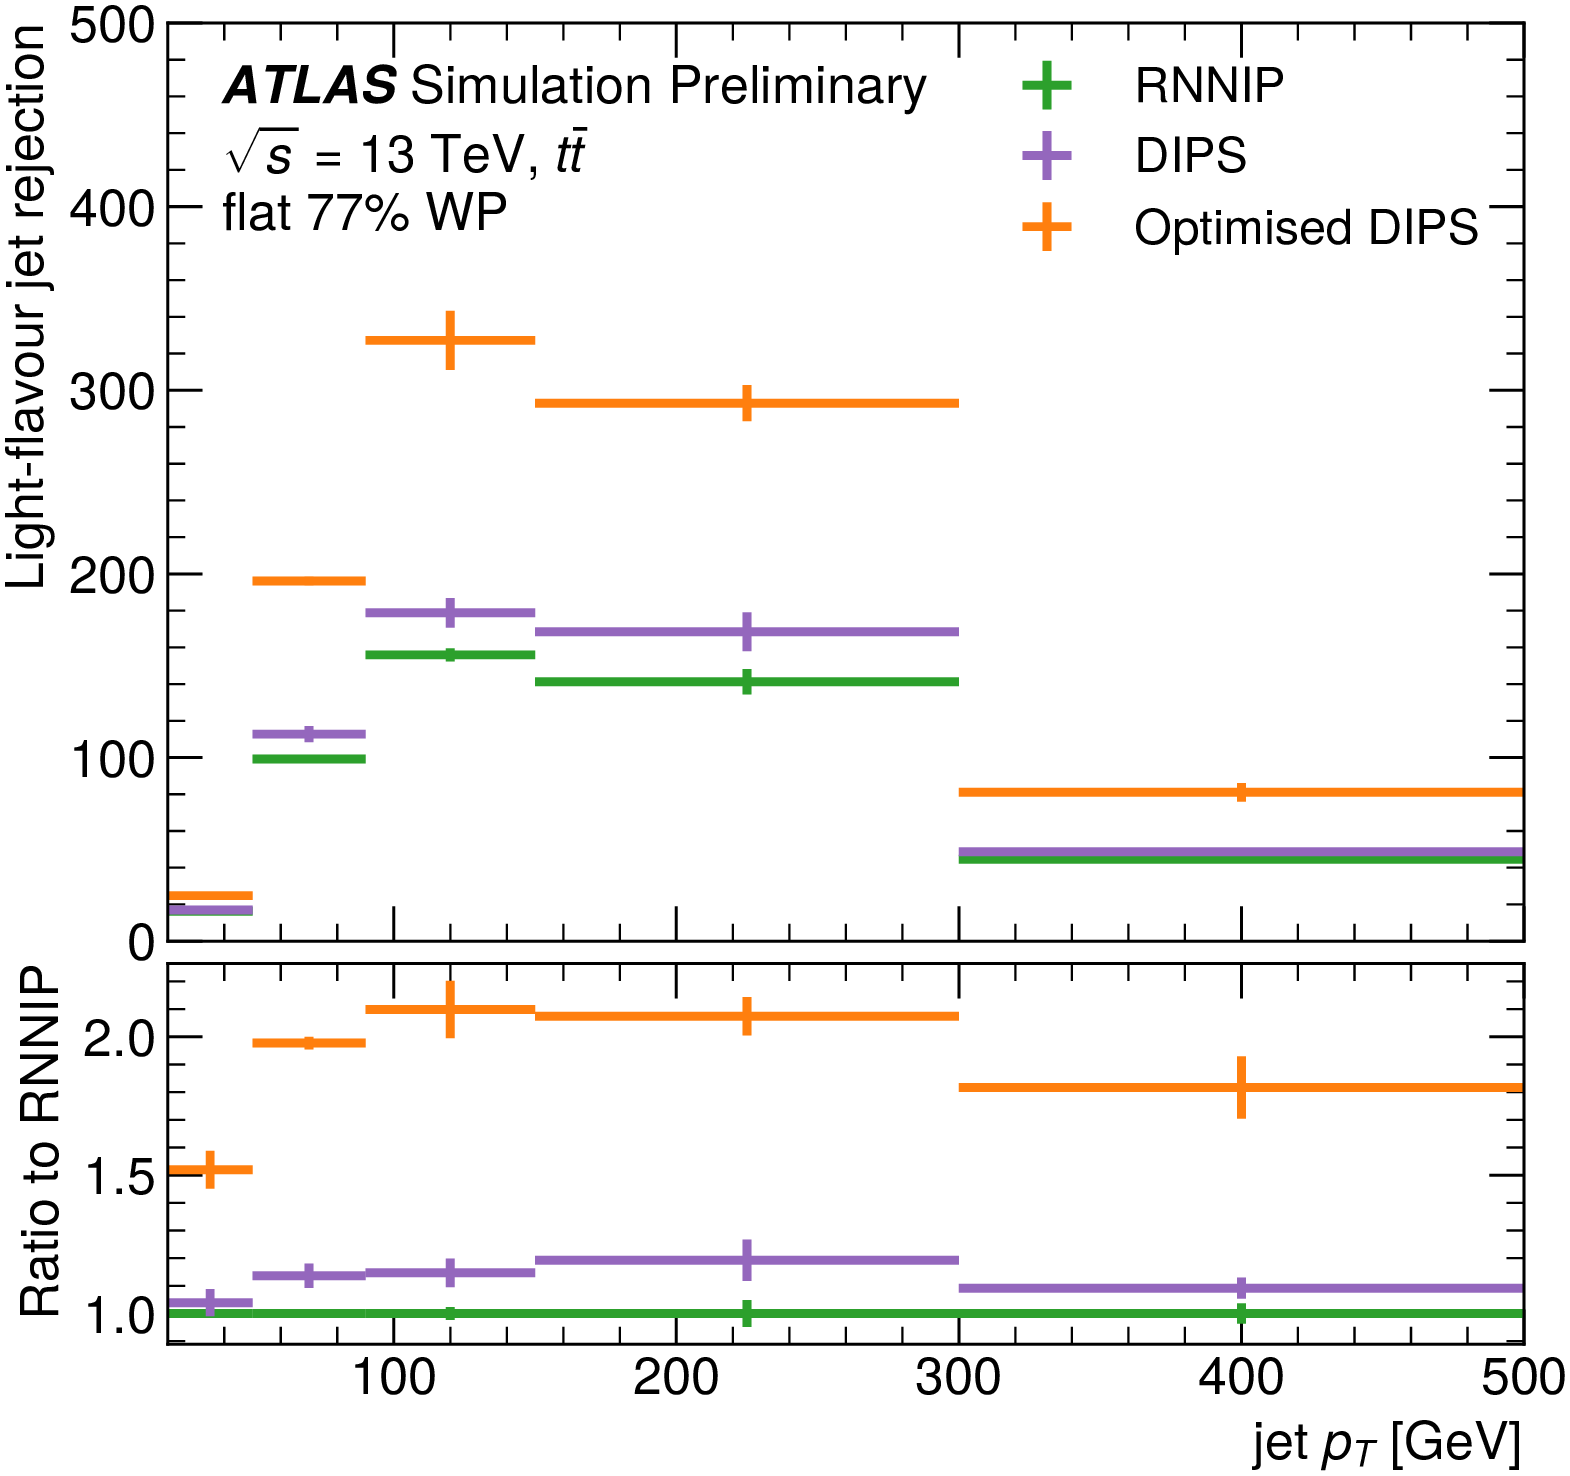 500
400
300
200
100
0
Light-flavour jet rejection
ATLAS Simulation Preliminary
√s = 13 TeV, tt̄
flat 77% WP
RNNIP
DIPS
Optimised DIPS
2.0
1.5
1.0
Ratio to RNNIP
100 200 300 400 500
jet pT [GeV]